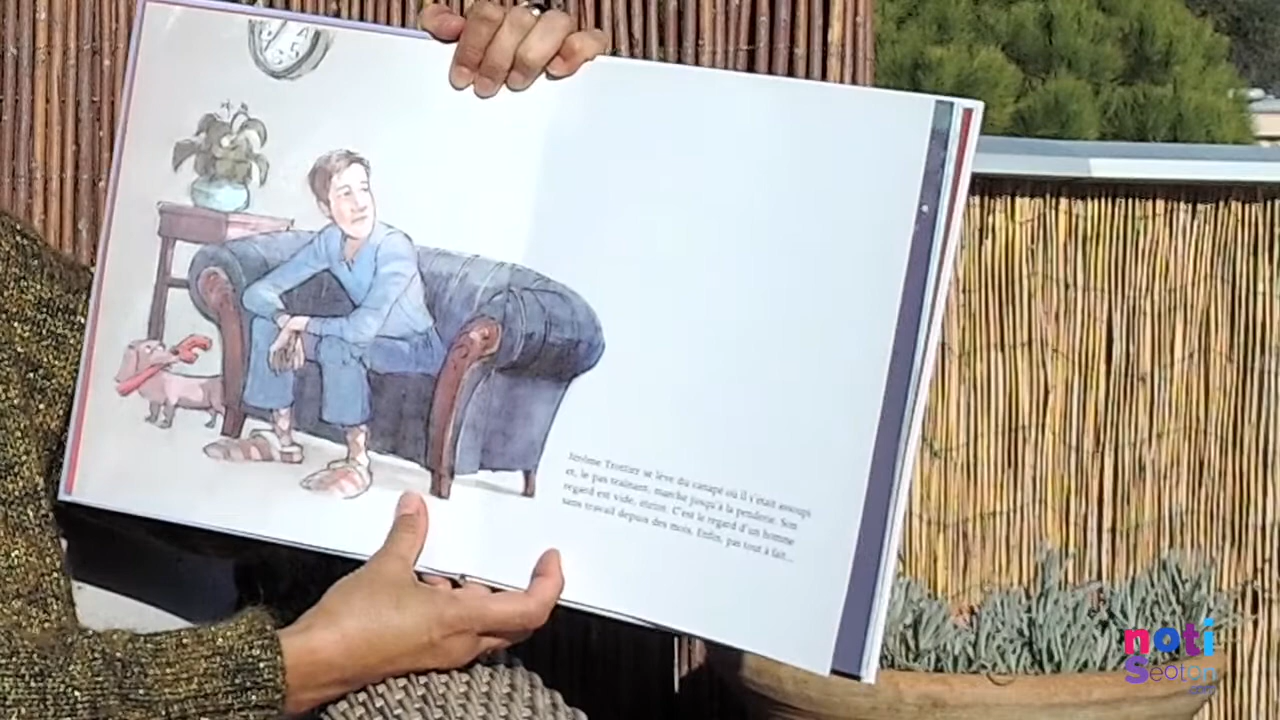 Jérôme Trottier se lève du canapé où il s'était assoupi
et, le pas traînant, marche jusqu'à la penderie. Son
regard est vide, éteint. C'est le regard d'un homme
sans travail depuis des mois. Enfin, pas tout à fait...
noti
Seoton